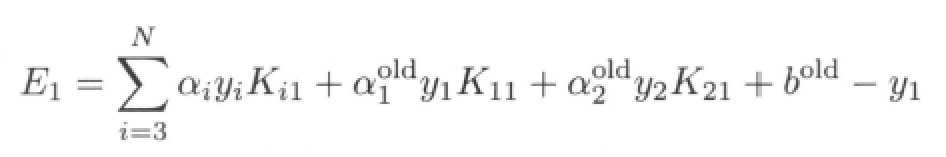 $E_1 = \sum_{i=3}^{N} \alpha_i y_i K_{i1} + \alpha_1^{\text{old}} y_1 K_{11} + \alpha_2^{\text{old}} y_2 K_{21} + b^{\text{old}} - y_1$